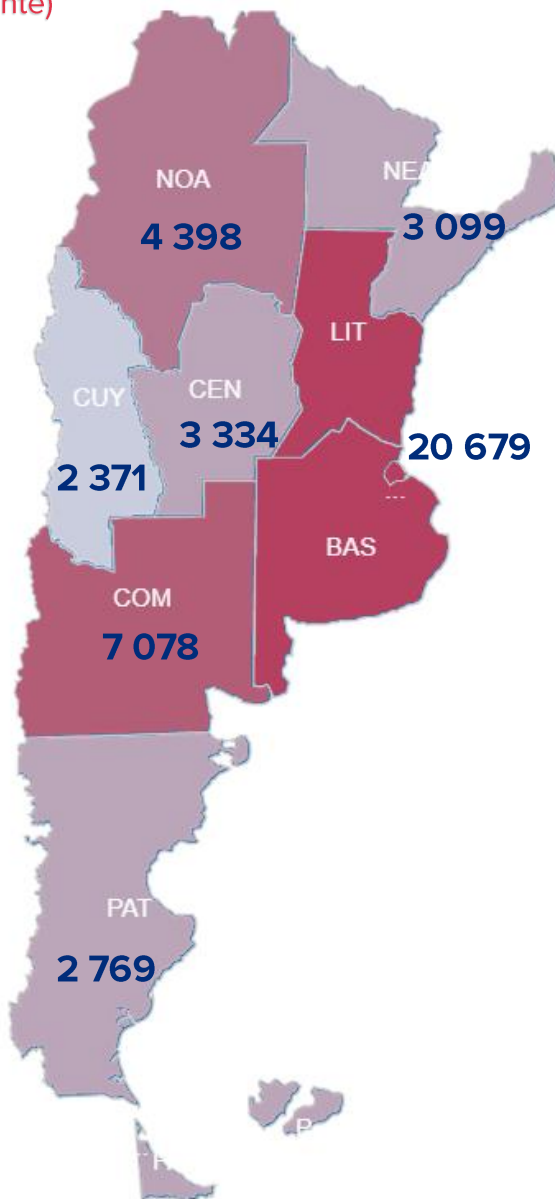 nte)
NOA
4 398
NEA
3 099
LIT
CUY
CEN
3 334
2 371
20 679
BAS
COM
7 078
PAT
2 769
P